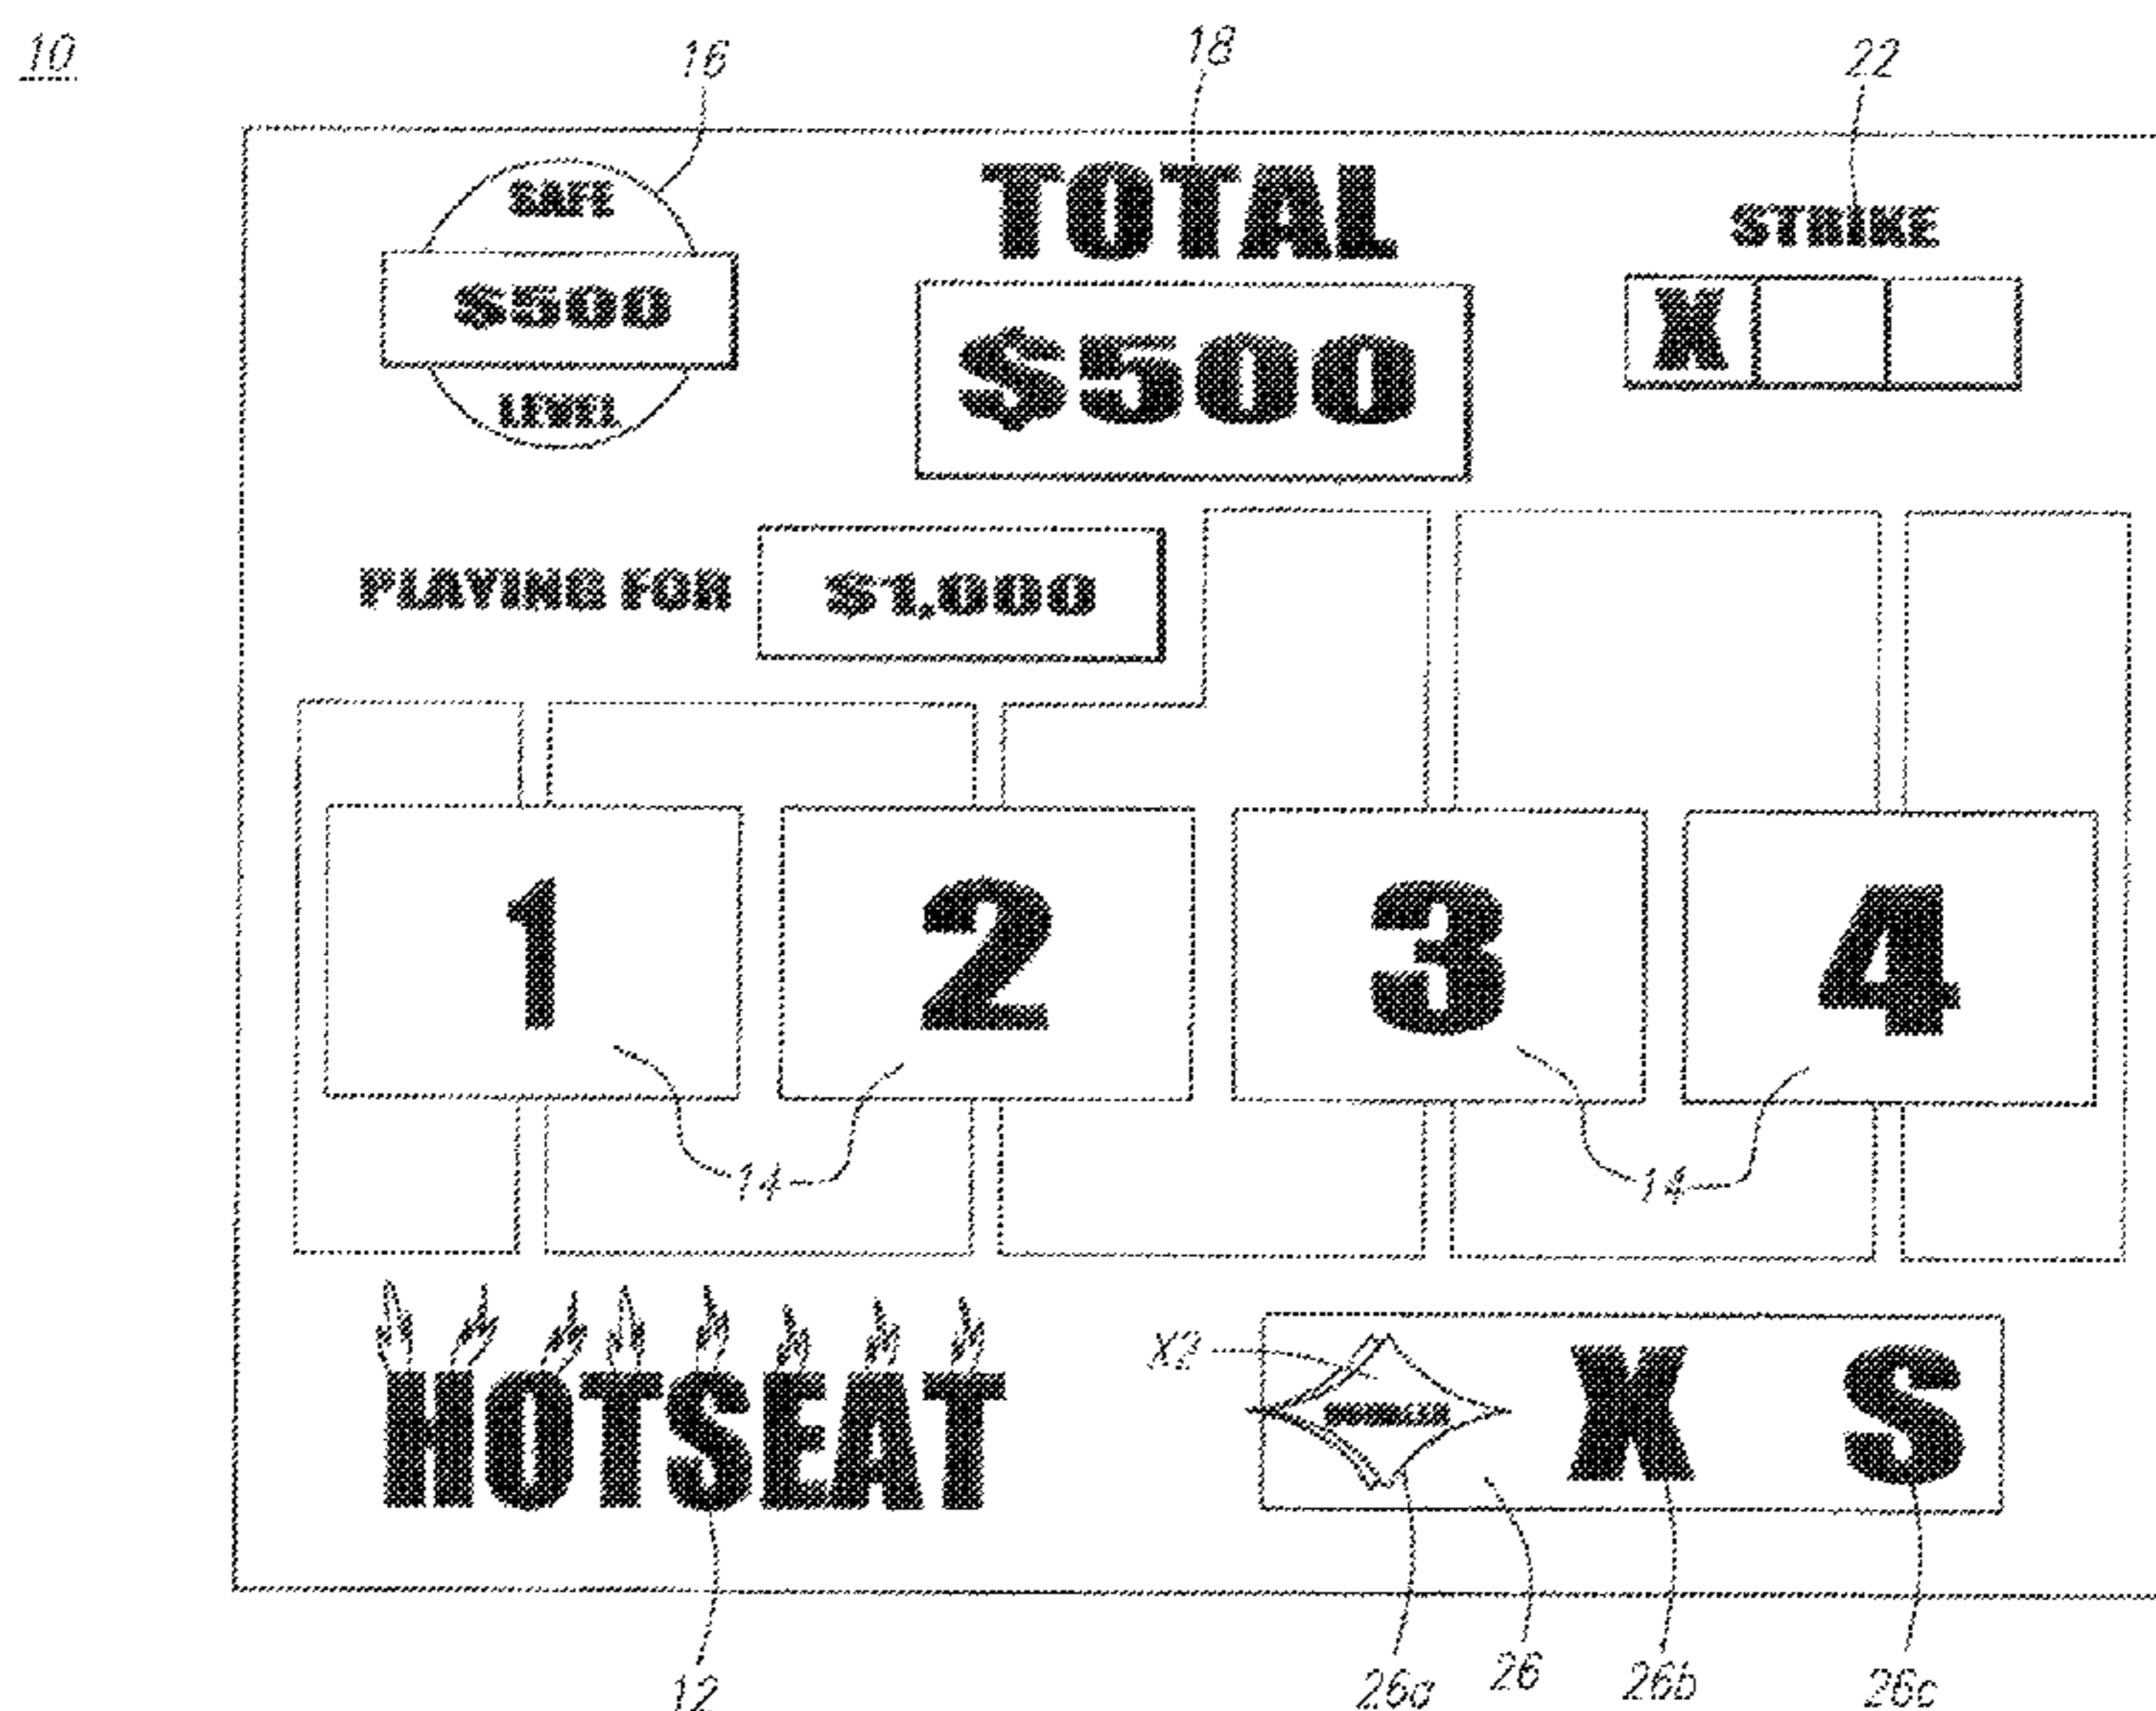 10
16
18
22
SAFE
$500
LEVEL
TOTAL
$500
STRIKE
X
PLAYING FOR $1,000
1 2 3 4
14 14
HOTSEAT
X2
X S
12 26a 26 26b 26c